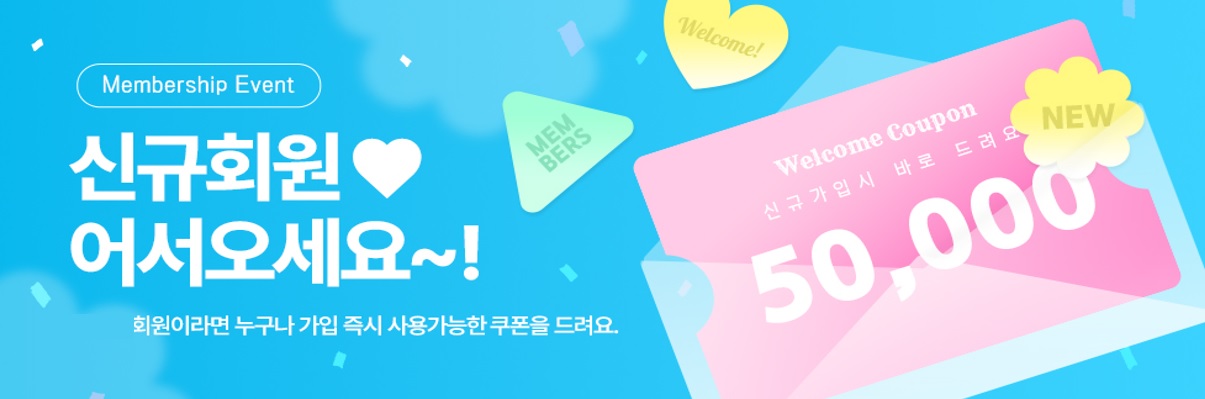 Membership Event
신규회원♥
어서오세요~!
회원이라면 누구나 가입 즉시 사용가능한 쿠폰을 드려요.
Welcome!
MEM
BERS
Welcome Coupon
신규가입시 바로 드려요
50,000
NEW